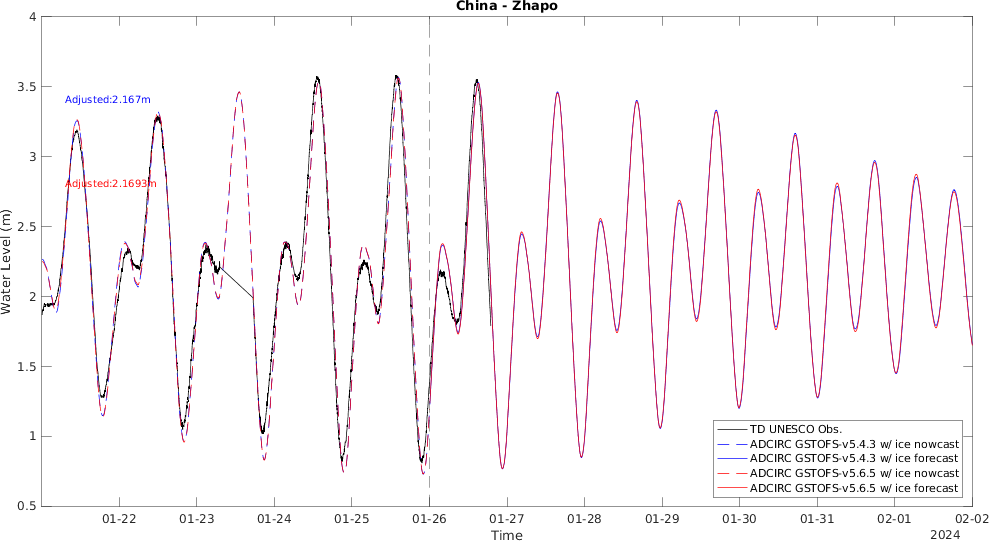 China - Zhapo
4
3.5
3
2.5
2
1.5
1
0.5
Water Level (m)
Adjusted:2.167m
Adjusted:2.1693m
TD UNESCO Obs.
ADCIRC GSTOFS-v5.4.3 w/ ice nowcast
ADCIRC GSTOFS-v5.4.3 w/ ice forecast
ADCIRC GSTOFS-v5.6.5 w/ ice nowcast
ADCIRC GSTOFS-v5.6.5 w/ ice forecast
01-22 01-23 01-24 01-25 01-26 01-27 01-28 01-29 01-30 01-31 02-01 02-02
Time
2024